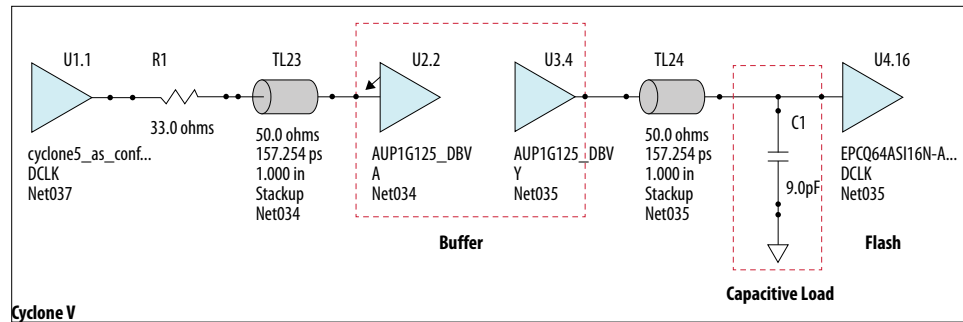 U1.1
R1
TL23
U2.2
U3.4
TL24
U4.16
33.0 ohms
C1
9.0pF
cyclone5_as_conf...
DCLK
Net037
50.0 ohms
157.254 ps
1.000 in
Stackup
Net034
AUP1G125_DBV
A
Net034
AUP1G125_DBV
Y
Net035
50.0 ohms
157.254 ps
1.000 in
Stackup
Net035
EPCQ64ASI16N-A...
DCLK
Net035
Buffer
Flash
Capacitive Load
Cyclone V